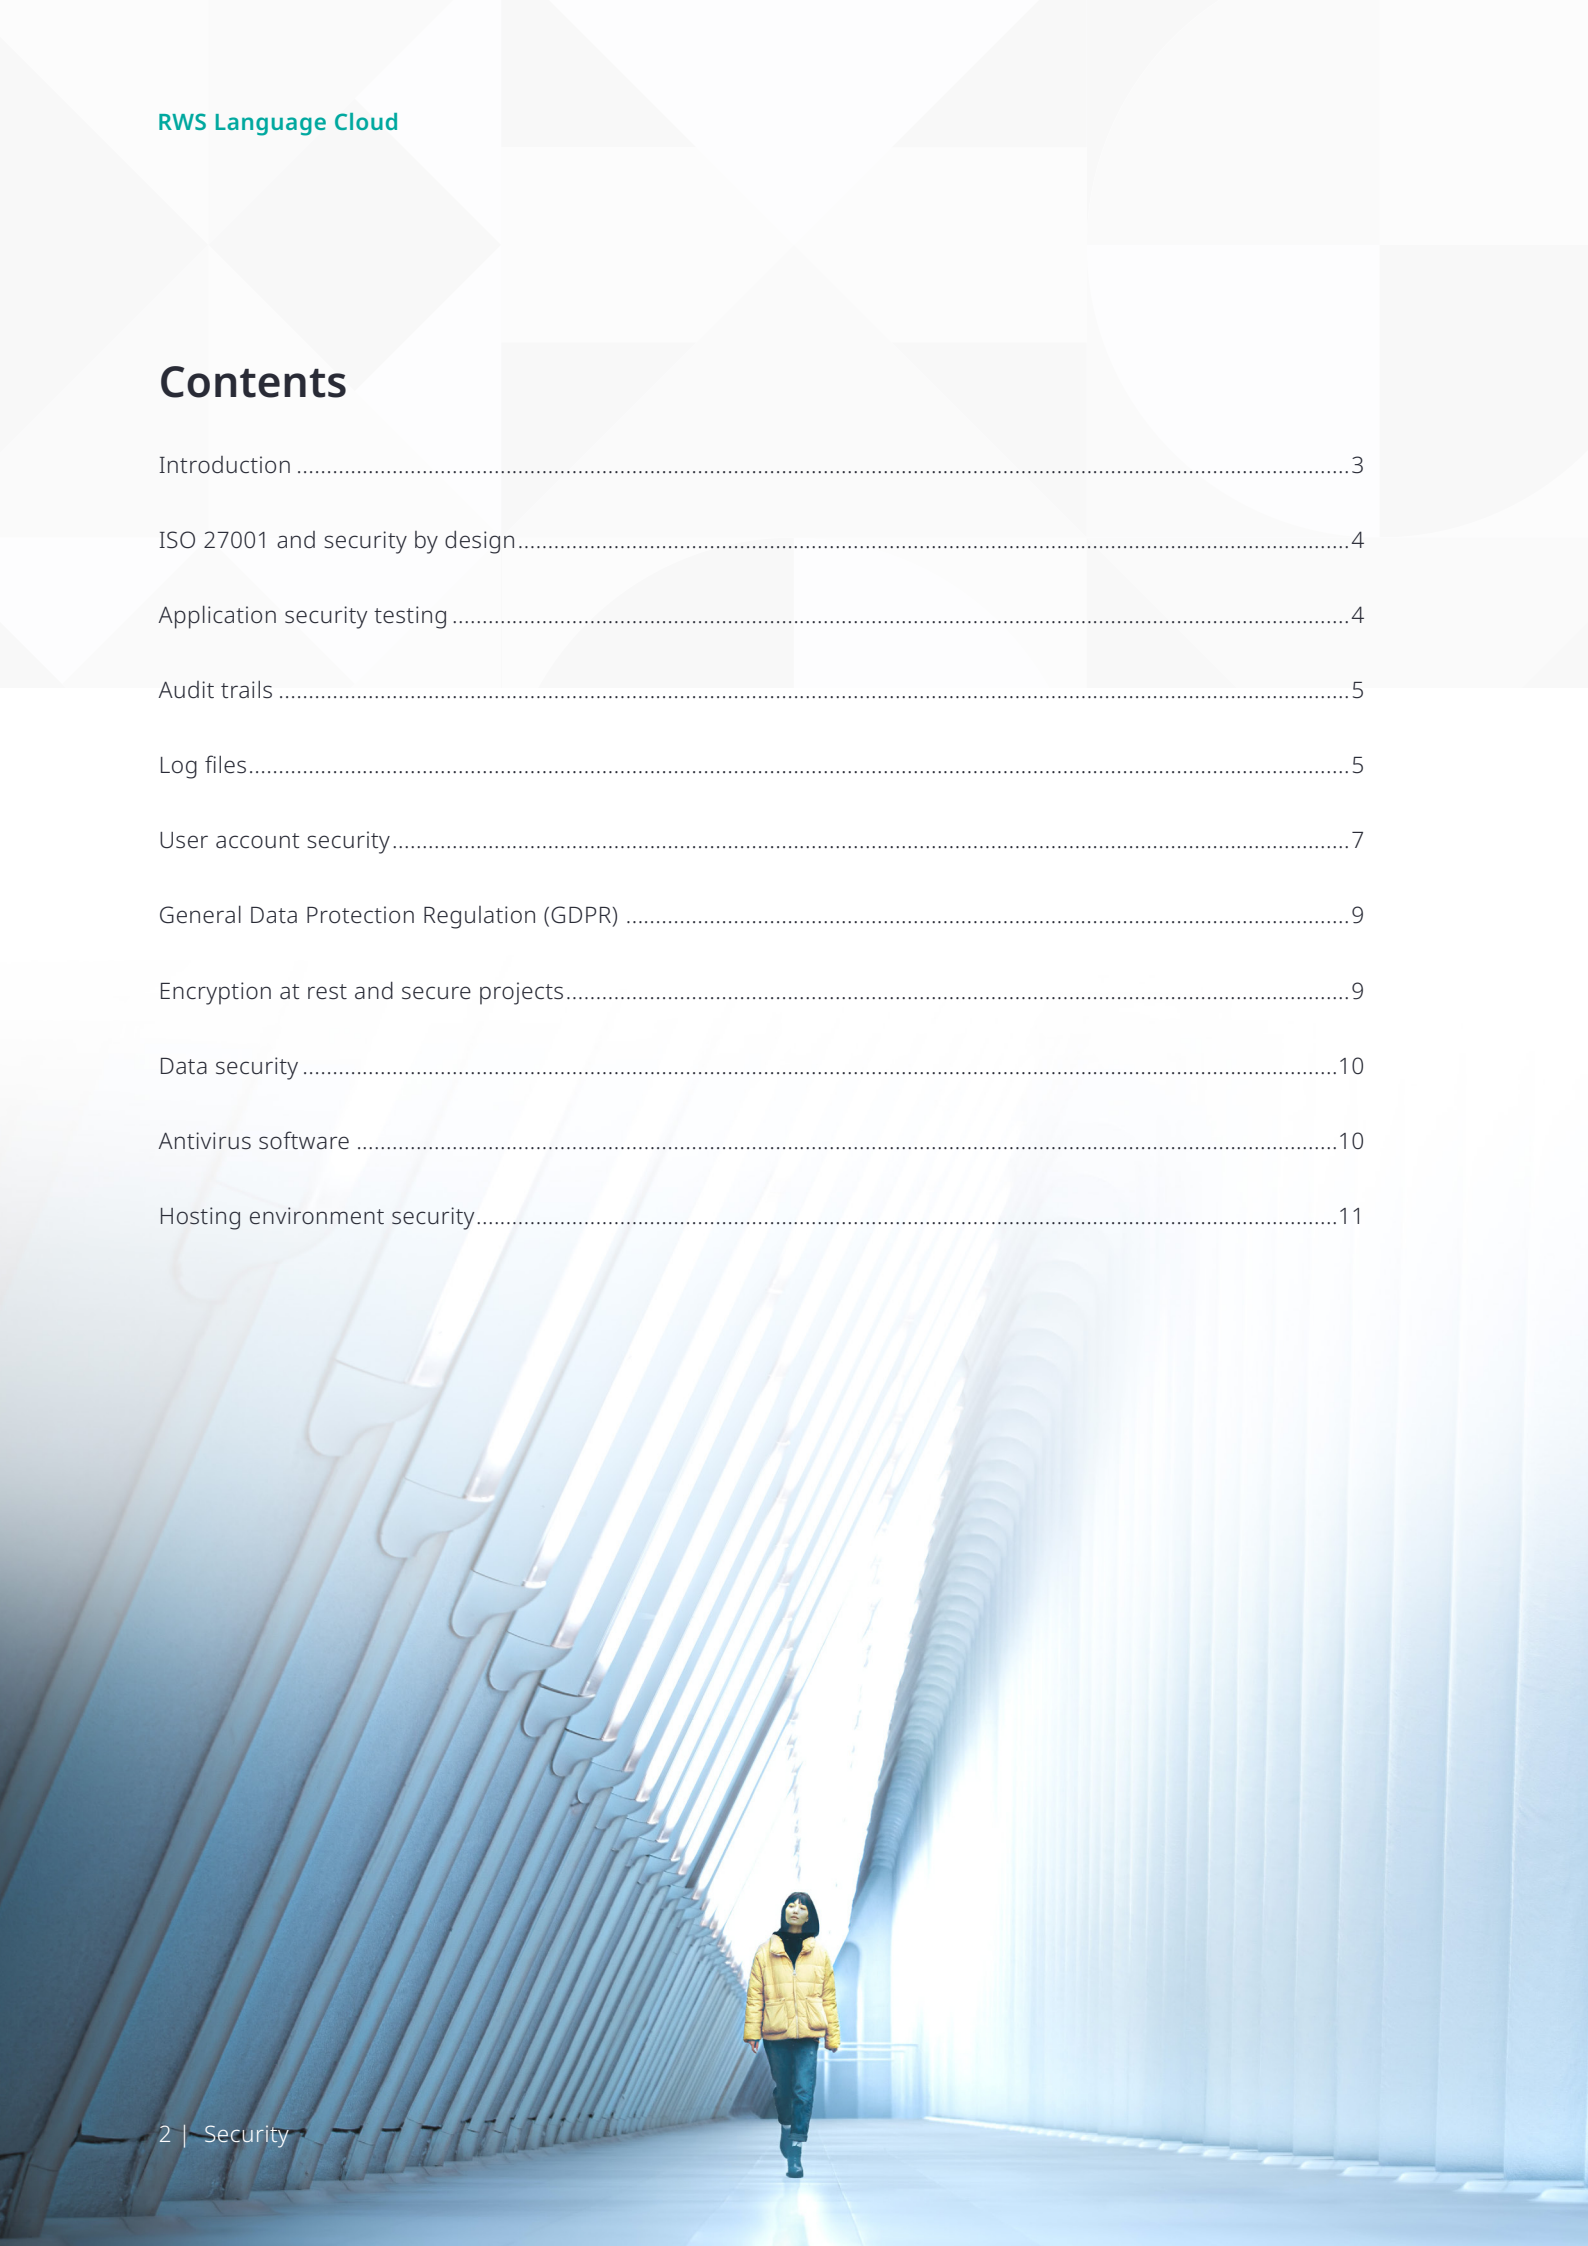 RWS Language Cloud
Contents
Introduction ........ 3
ISO 27001 and security by design ........ 4
Application security testing ........ 4
Audit trails ........ 5
Log files ........ 5
User account security ........ 7
General Data Protection Regulation (GDPR) ........ 9
Encryption at rest and secure projects ........ 9
Data security ........ 10
Antivirus software ........ 10
Hosting environment security ........ 11
2 | Security